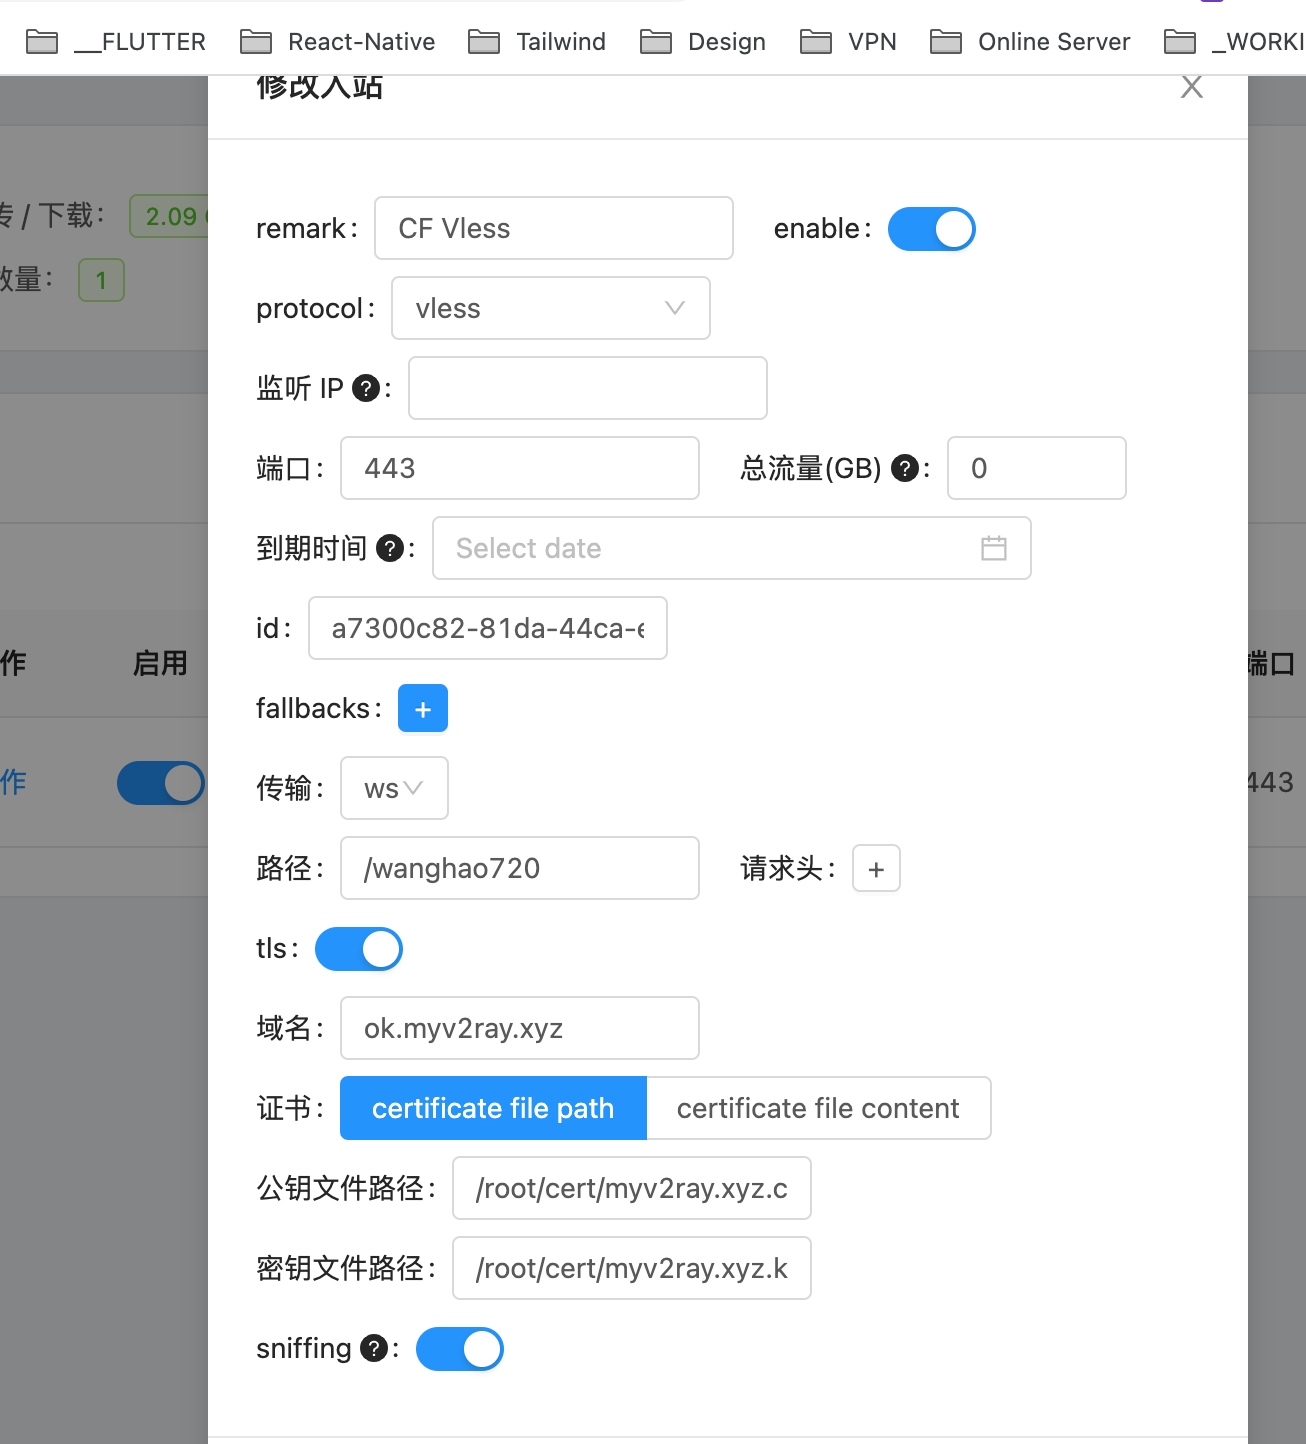 __FLUTTER React-Native Tailwind Design VPN Online Server _WORKI
修改入站 X
传 / 下载: 2.09
数量: 1
remark: CF Vless enable:
protocol: vless
监听 IP ?:
端口: 443 总流量(GB) ?: 0
到期时间 ?: Select date
id: a7300c82-81da-44ca-e
作 启用 端口
fallbacks: +
作 传输: ws 443
路径: /wanghao720 请求头: +
tls:
域名: ok.myv2ray.xyz
证书: certificate file path certificate file content
公钥文件路径: /root/cert/myv2ray.xyz.c
密钥文件路径: /root/cert/myv2ray.xyz.k
sniffing ?: